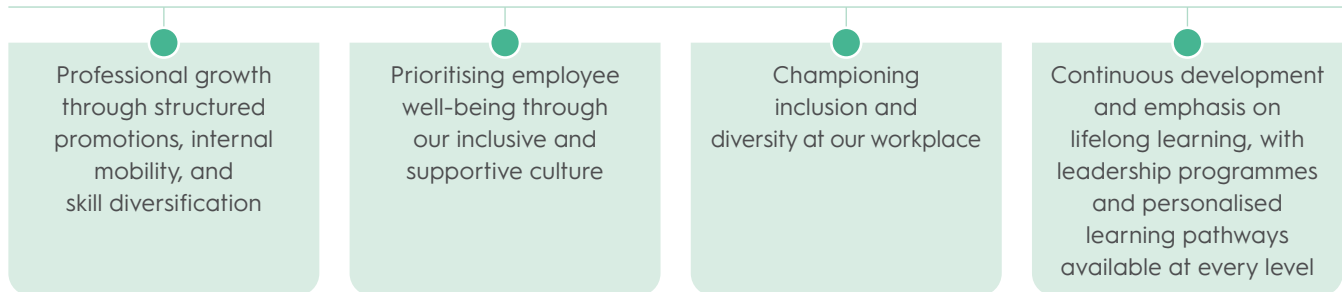 Professional growth
through structured
promotions, internal
mobility, and
skill diversification
Prioritising employee
well-being through
our inclusive and
supportive culture
Championing
inclusion and
diversity at our workplace
Continuous development
and emphasis on
lifelong learning, with
leadership programmes
and personalised
learning pathways
available at every level